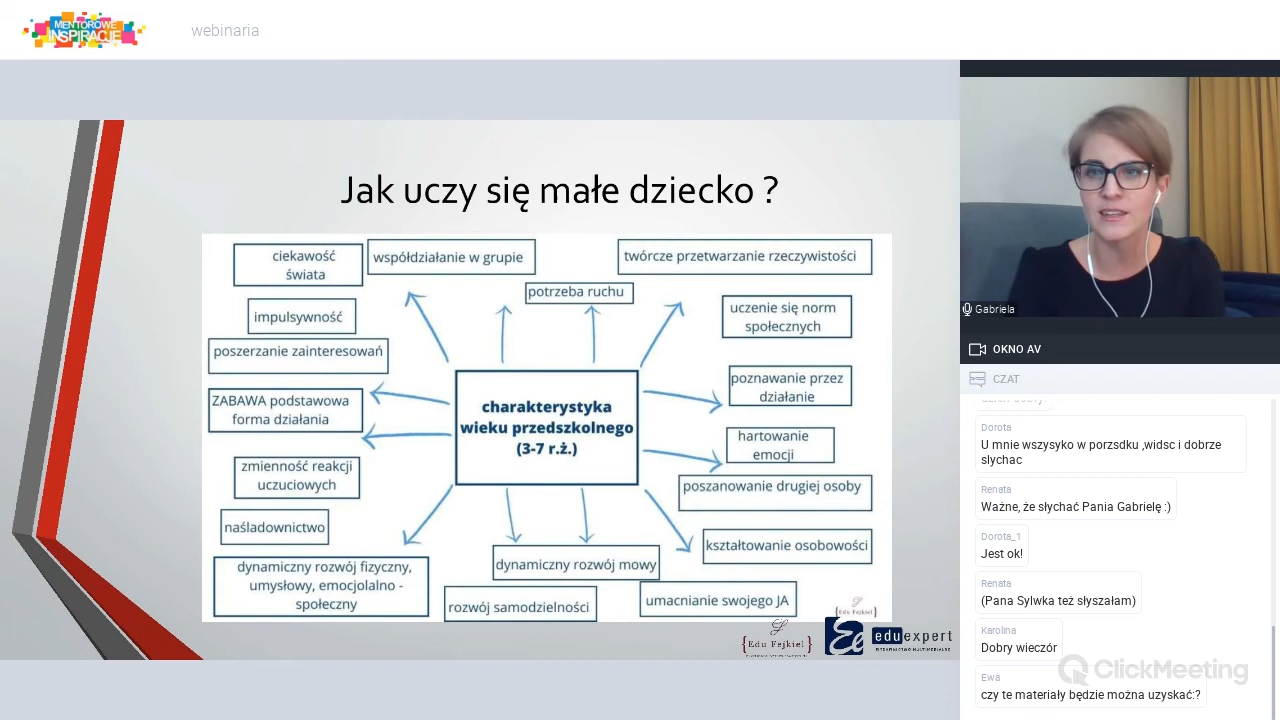 MENTOROWE
INSPIRACJE
webinaria
Jak uczy się małe dziecko ?
ciekawość
świata
współdziałanie w grupie
twórcze przetwarzanie rzeczywistości
potrzeba ruchu
impulsywność
uczenie się norm
społecznych
poszerzanie zainteresowań
ZABAWA podstawowa
forma działania
poznawanie przez
działanie
charakterystyka
wieku przedszkolnego
(3-7 r.ż.)
hartowanie
emocji
zmienność reakcji
uczuciowych
poszanowanie drugiej osoby
naśladownictwo
kształtowanie osobowości
dynamiczny rozwój fizyczny,
umysłowy, emocjolalno -
społeczny
dynamiczny rozwój mowy
rozwój samodzielności
umacnianie swojego JA
{Edu Fejkiel}
{Edu Fejkiel}
eduexpert
WYDAWNICTWO MULTIMEDIALNE
Gabriela
OKNO AV
CZAT
Dorota
U mnie wszysyko w porzsdku ,widsc i dobrze
slychac
Renata
Ważne, że słychać Pania Gabrielę :)
Dorota_1
Jest ok!
Renata
(Pana Sylwka też słyszałam)
Karolina
Dobry wieczór
ClickMeeting
Ewa
czy te materiały będzie można uzyskać:?